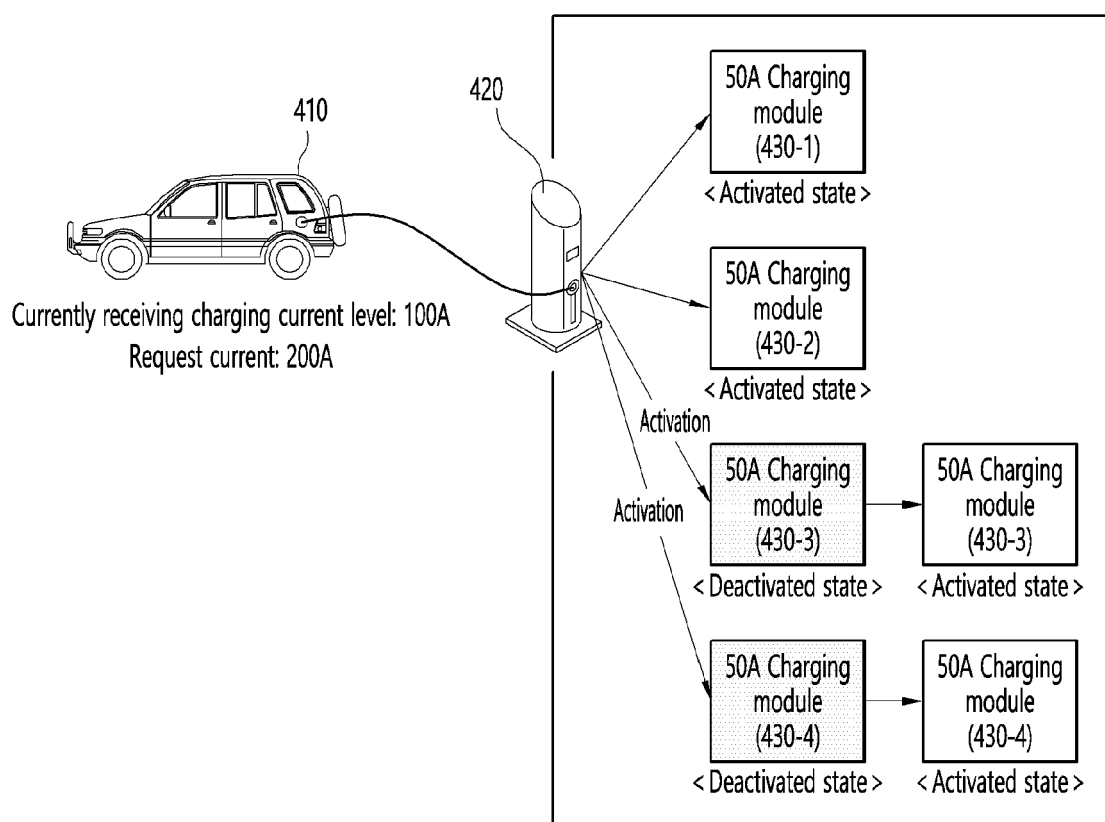 410
420
Currently receiving charging current level: 100A
Request current: 200A
50A Charging
module
(430-1)
<Activated state>
50A Charging
module
(430-2)
<Activated state>
Activation
Activation
50A Charging
module
(430-3)
<Deactivated state>
50A Charging
module
(430-3)
<Activated state>
50A Charging
module
(430-4)
<Deactivated state>
50A Charging
module
(430-4)
<Activated state>